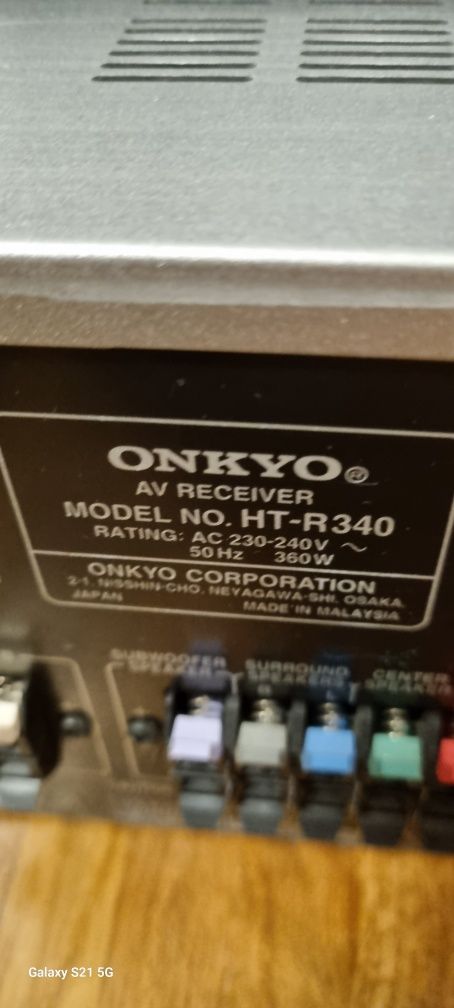 ONKYO®
AV RECEIVER
MODEL NO. HT-R340
RATING: AC 230-240V ~
50Hz 360W
ONKYO CORPORATION
2-1, NISSHIN-CHO, NEYAGAWA-SHI, OSAKA,
JAPAN MADE IN MALAYSIA
SUBWOOFER SURROUND CENTER
SPEAKER SPEAKERS SPEAKER
R L
Galaxy S21 5G